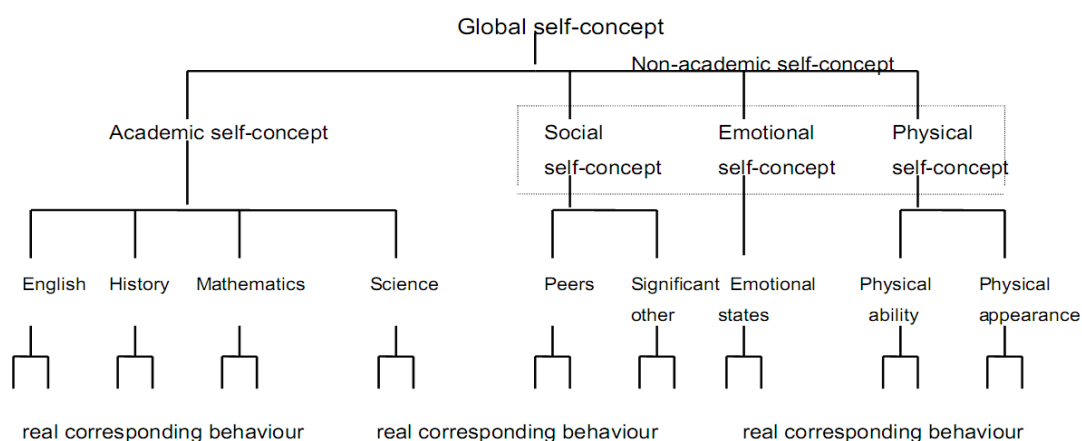 Global self-concept
Non-academic self-concept
Academic self-concept
Social self-concept
Emotional self-concept
Physical self-concept
English
History
Mathematics
Science
Peers
Significant other
Emotional states
Physical ability
Physical appearance
real corresponding behaviour
real corresponding behaviour
real corresponding behaviour